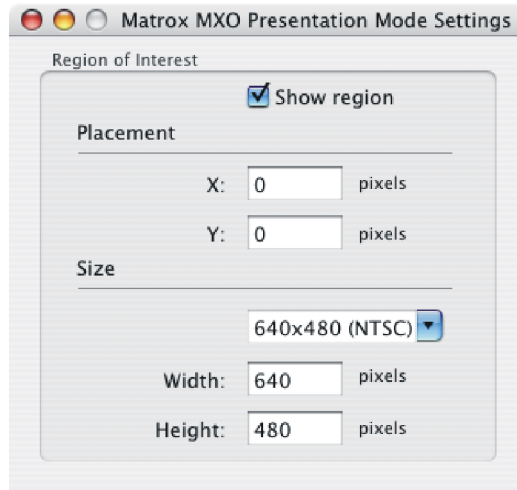 Matrox MXO Presentation Mode Settings
Region of Interest
Show region
Placement
X: 0 pixels
Y: 0 pixels
Size
640x480 (NTSC)
Width: 640 pixels
Height: 480 pixels